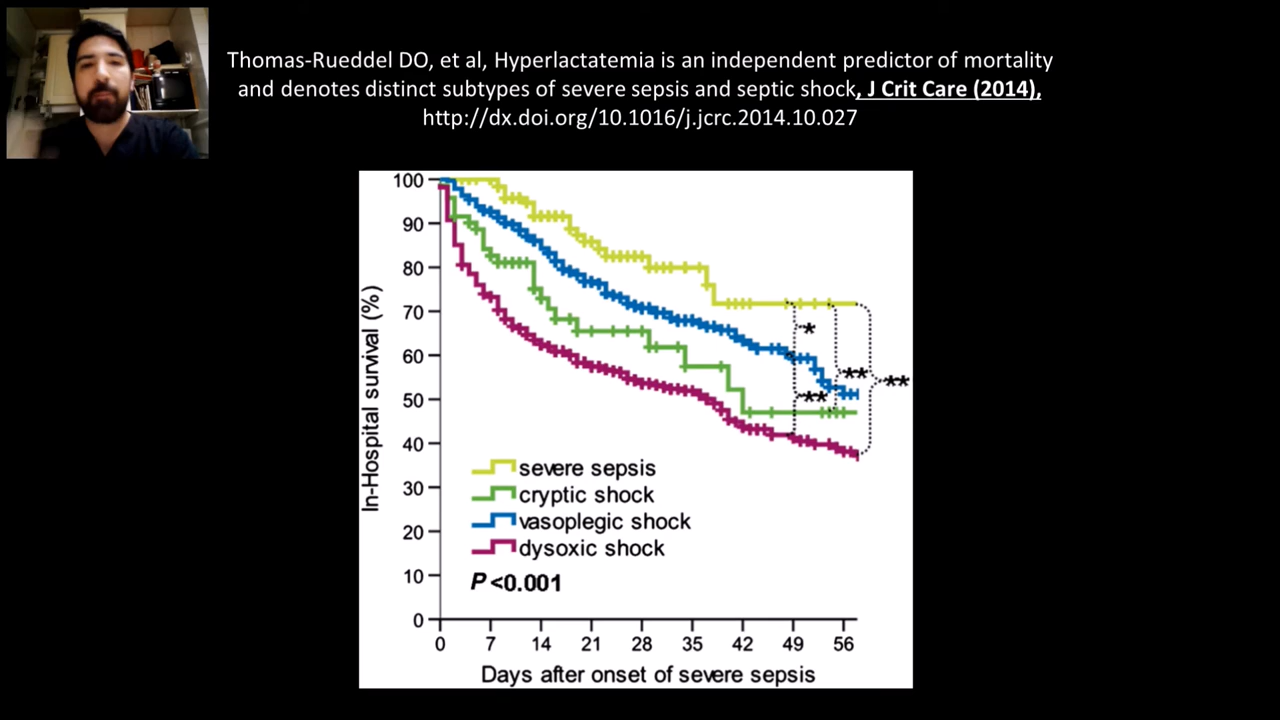 Thomas-Rueddel DO, et al, Hyperlactatemia is an independent predictor of mortality
and denotes distinct subtypes of severe sepsis and septic shock, J Crit Care (2014),
http://dx.doi.org/10.1016/j.jcrc.2014.10.027
100
90
80
70
60
50
40
30
20
10
0
In-Hospital survival (%)
*
**
**
**
severe sepsis
cryptic shock
vasoplegic shock
dysoxic shock
P<0.001
0 7 14 21 28 35 42 49 56
Days after onset of severe sepsis